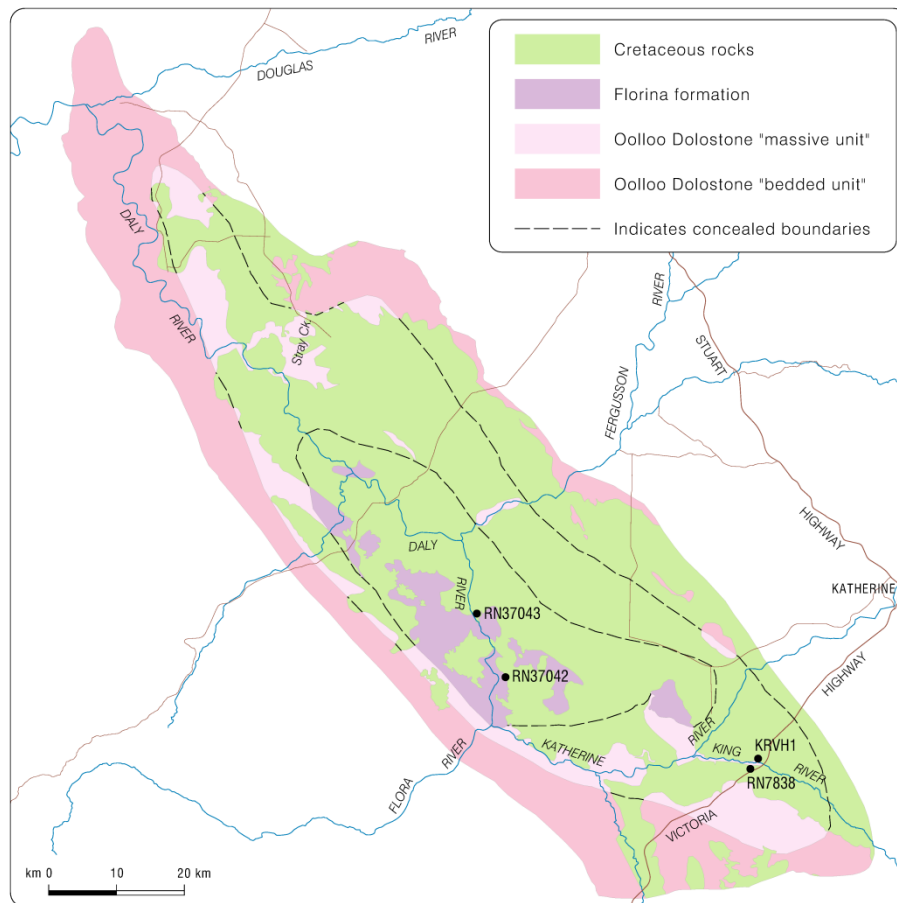 RIVER
DOUGLAS
Cretaceous rocks
Florina formation
Oolloo Dolostone "massive unit"
Oolloo Dolostone "bedded unit"
Indicates concealed boundaries
DALY
RIVER
Stray Ck.
RIVER
FERGUSSON
STUART
HIGHWAY
KATHERINE
DALY
RIVER
RN37043
RN37042
HIGHWAY
RIVER
KATHERINE
KING
RIVER
KRVH1
RN7838
VICTORIA
FLORA
RIVER
km 0 10 20 km